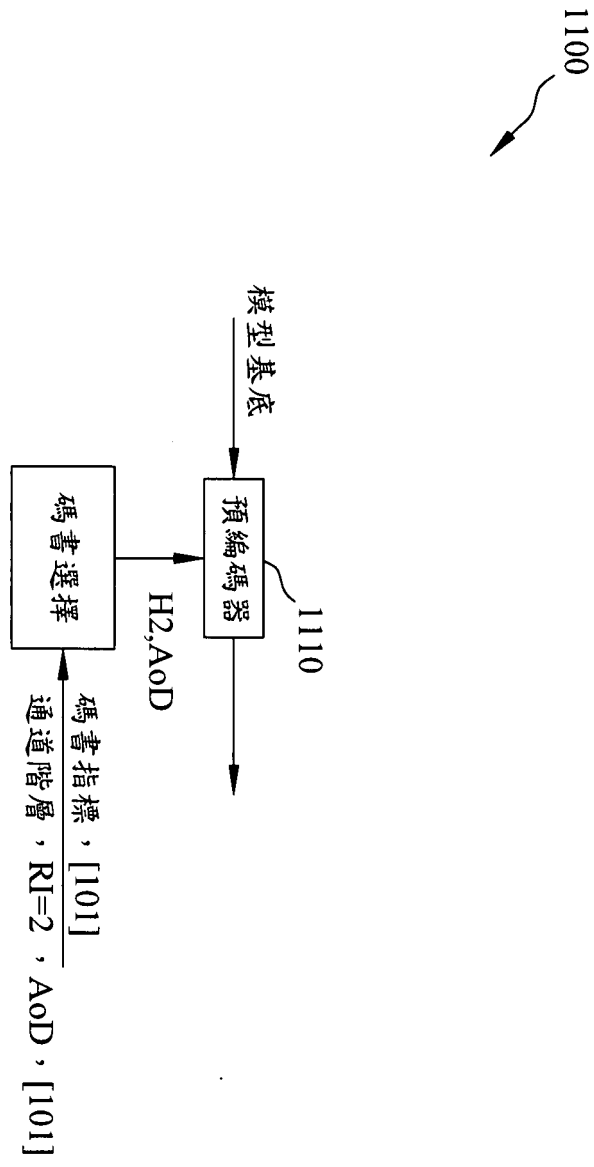 1100
模型基底
預編碼器
1110
H2,AoD
碼書選擇
碼書指標，[101]
通道階層，RI=2，AoD，[101]